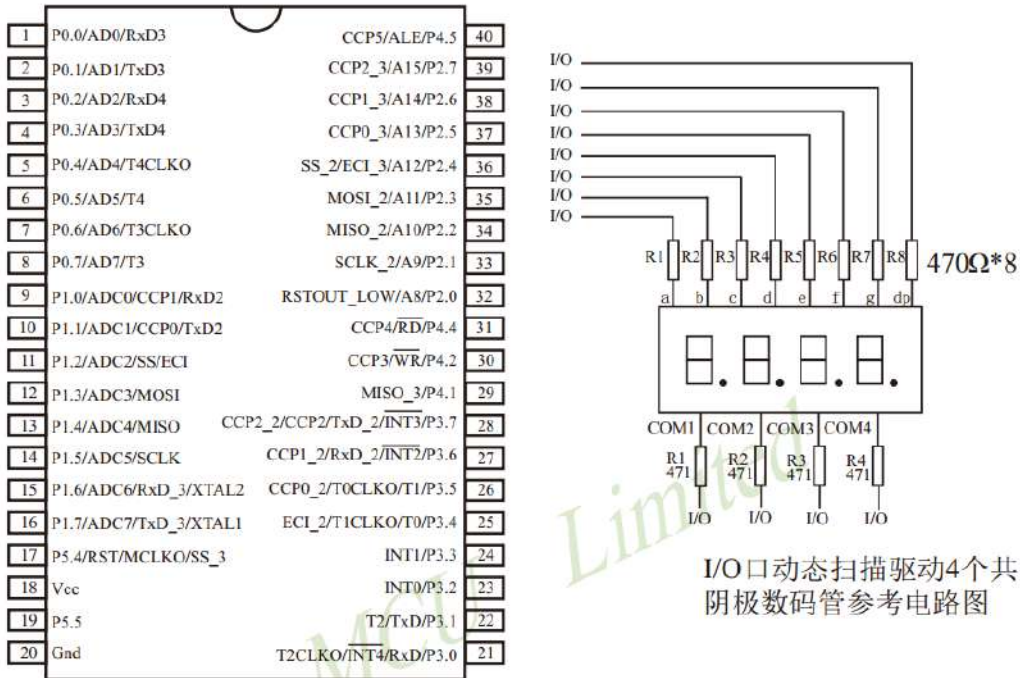 1 P0.0/AD0/RxD3
2 P0.1/AD1/TxD3
3 P0.2/AD2/RxD4
4 P0.3/AD3/TxD4
5 P0.4/AD4/T4CLKO
6 P0.5/AD5/T4
7 P0.6/AD6/T3CLKO
8 P0.7/AD7/T3
9 P1.0/ADC0/CCP1/RxD2
10 P1.1/ADC1/CCP0/TxD2
11 P1.2/ADC2/SS/ECI
12 P1.3/ADC3/MOSI
13 P1.4/ADC4/MISO
14 P1.5/ADC5/SCLK
15 P1.6/ADC6/RxD_3/XTAL2
16 P1.7/ADC7/TxD_3/XTAL1
17 P5.4/RST/MCLKO/SS_3
18 Vcc
19 P5.5
20 Gnd
CCP5/ALE/P4.5 40
CCP2_3/A15/P2.7 39
CCP1_3/A14/P2.6 38
CCP0_3/A13/P2.5 37
SS_2/ECI_3/A12/P2.4 36
MOSI_2/A11/P2.3 35
MISO_2/A10/P2.2 34
SCLK_2/A9/P2.1 33
RSTOUT_LOW/A8/P2.0 32
CCP4/RD/P4.4 31
CCP3/WR/P4.2 30
MISO_3/P4.1 29
CCP2_2/CCP2/TxD_2/INT3/P3.7 28
CCP1_2/RxD_2/INT2/P3.6 27
CCP0_2/T0CLKO/T1/P3.5 26
ECI_2/T1CLKO/T0/P3.4 25
INT1/P3.3 24
INT0/P3.2 23
T2/TxD/P3.1 22
T2CLKO/INT4/RxD/P3.0 21
I/O
I/O
I/O
I/O
I/O
I/O
I/O
I/O
R1 R2 R3 R4 R5 R6 R7 R8 470Ω*8
a b c d e f g dp
COM1 COM2 COM3 COM4
R1 R2 R3 R4
471 471 471 471
I/O I/O I/O I/O
I/O口动态扫描驱动4个共
阴极数码管参考电路图
MCU Limited